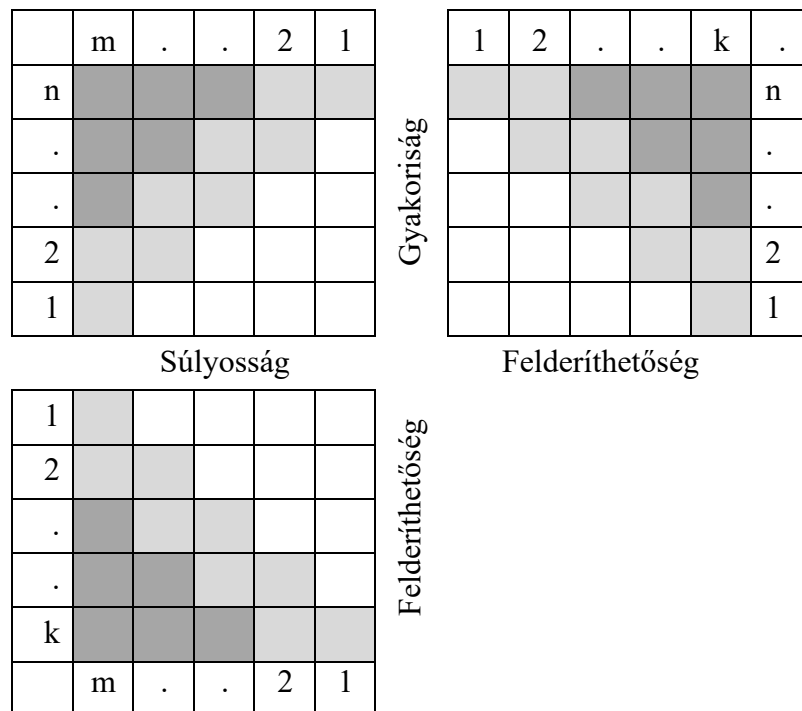 m . . 2 1
n
.
.
2
1
Súlyosság
Gyakoriság
1 2 . . k .
n
.
.
2
1
Felderíthetőség
1
2
.
.
k
m . . 2 1
Felderíthetőség